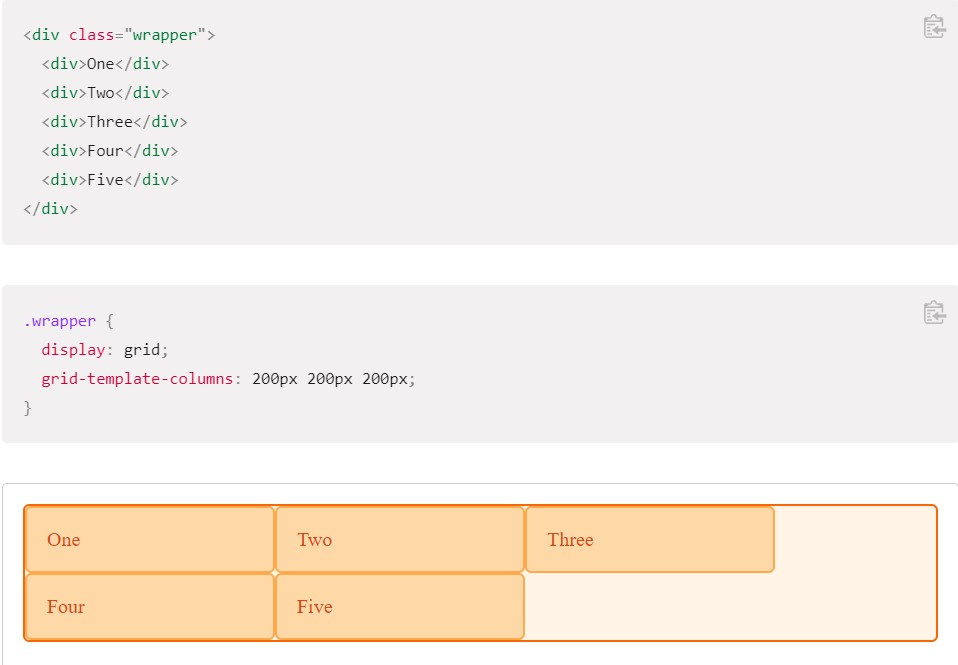 <div class="wrapper">
  <div>One</div>
  <div>Two</div>
  <div>Three</div>
  <div>Four</div>
  <div>Five</div>
</div>
.wrapper {
  display: grid;
  grid-template-columns: 200px 200px 200px;
}
One Two Three
Four Five